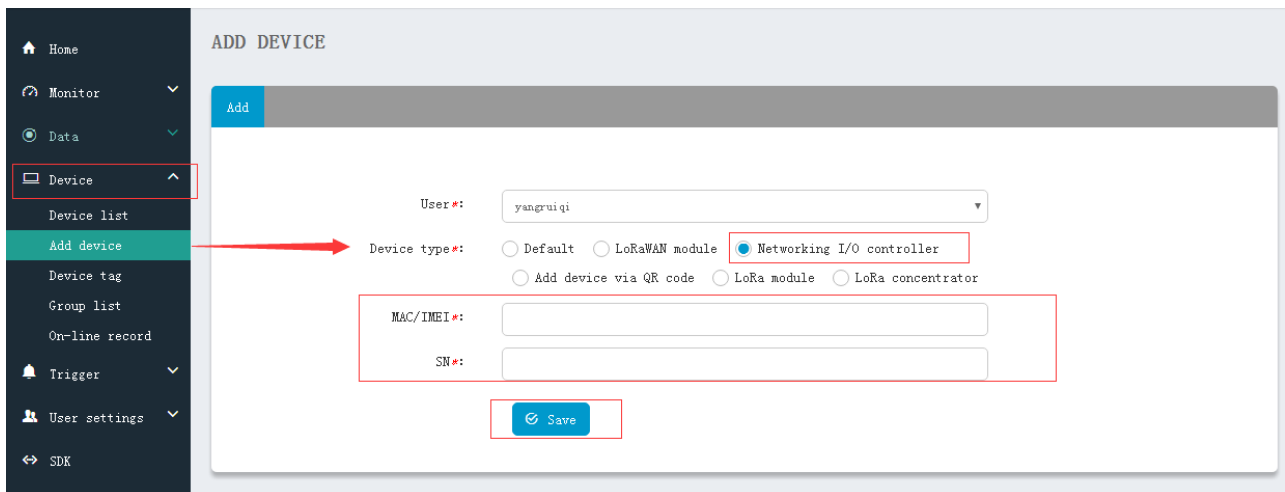 Home
Monitor
Data
Device
Device list
Add device
Device tag
Group list
On-line record
Trigger
User settings
SDK
ADD DEVICE
Add
User*:
yangruiqi
Device type*:
Default LoRaWAN module Networking I/O controller
Add device via QR code LoRa module LoRa concentrator
MAC/IMEI*:
SN*:
Save